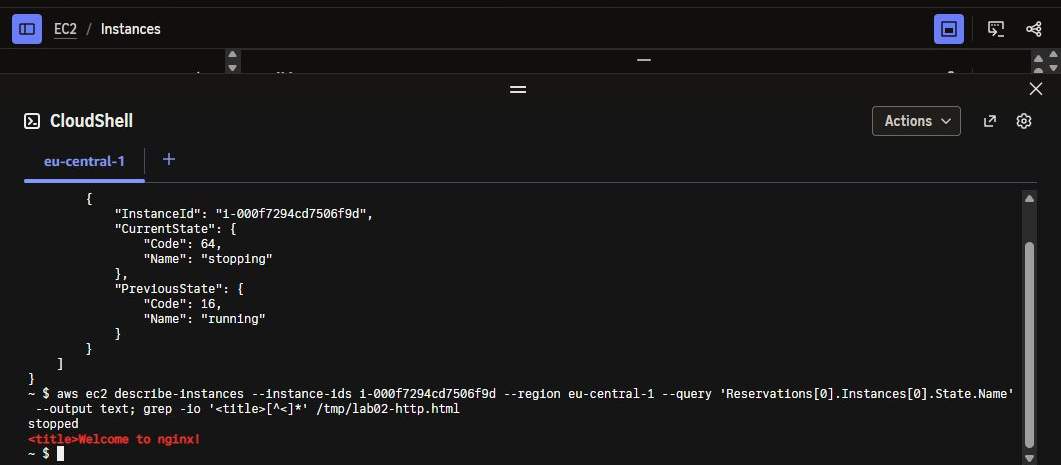 EC2 / Instances
CloudShell
Actions
eu-central-1 +
{
"InstanceId": "i-000f7294cd7506f9d",
"CurrentState": {
"Code": 64,
"Name": "stopping"
},
"PreviousState": {
"Code": 16,
"Name": "running"
}
}
]
}
~ $ aws ec2 describe-instances --instance-ids i-000f7294cd7506f9d --region eu-central-1 --query 'Reservations[0].Instances[0].State.Name'
--output text; grep -io '<title>[^<]*' /tmp/lab02-http.html
stopped
<title>Welcome to nginx!
~ $